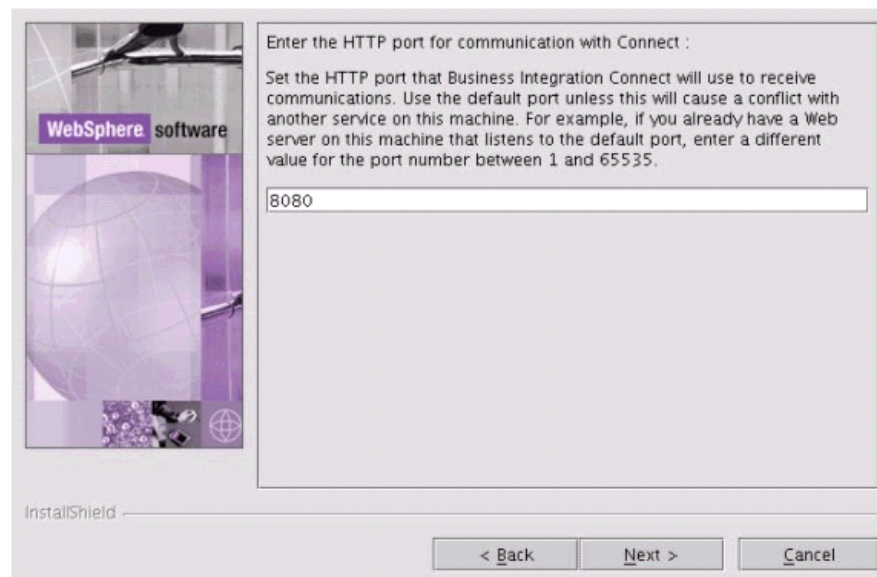 WebSphere software
Enter the HTTP port for communication with Connect :
Set the HTTP port that Business Integration Connect will use to receive
communications. Use the default port unless this will cause a conflict with
another service on this machine. For example, if you already have a Web
server on this machine that listens to the default port, enter a different
value for the port number between 1 and 65535.
8080
InstallShield
< Back
Next >
Cancel